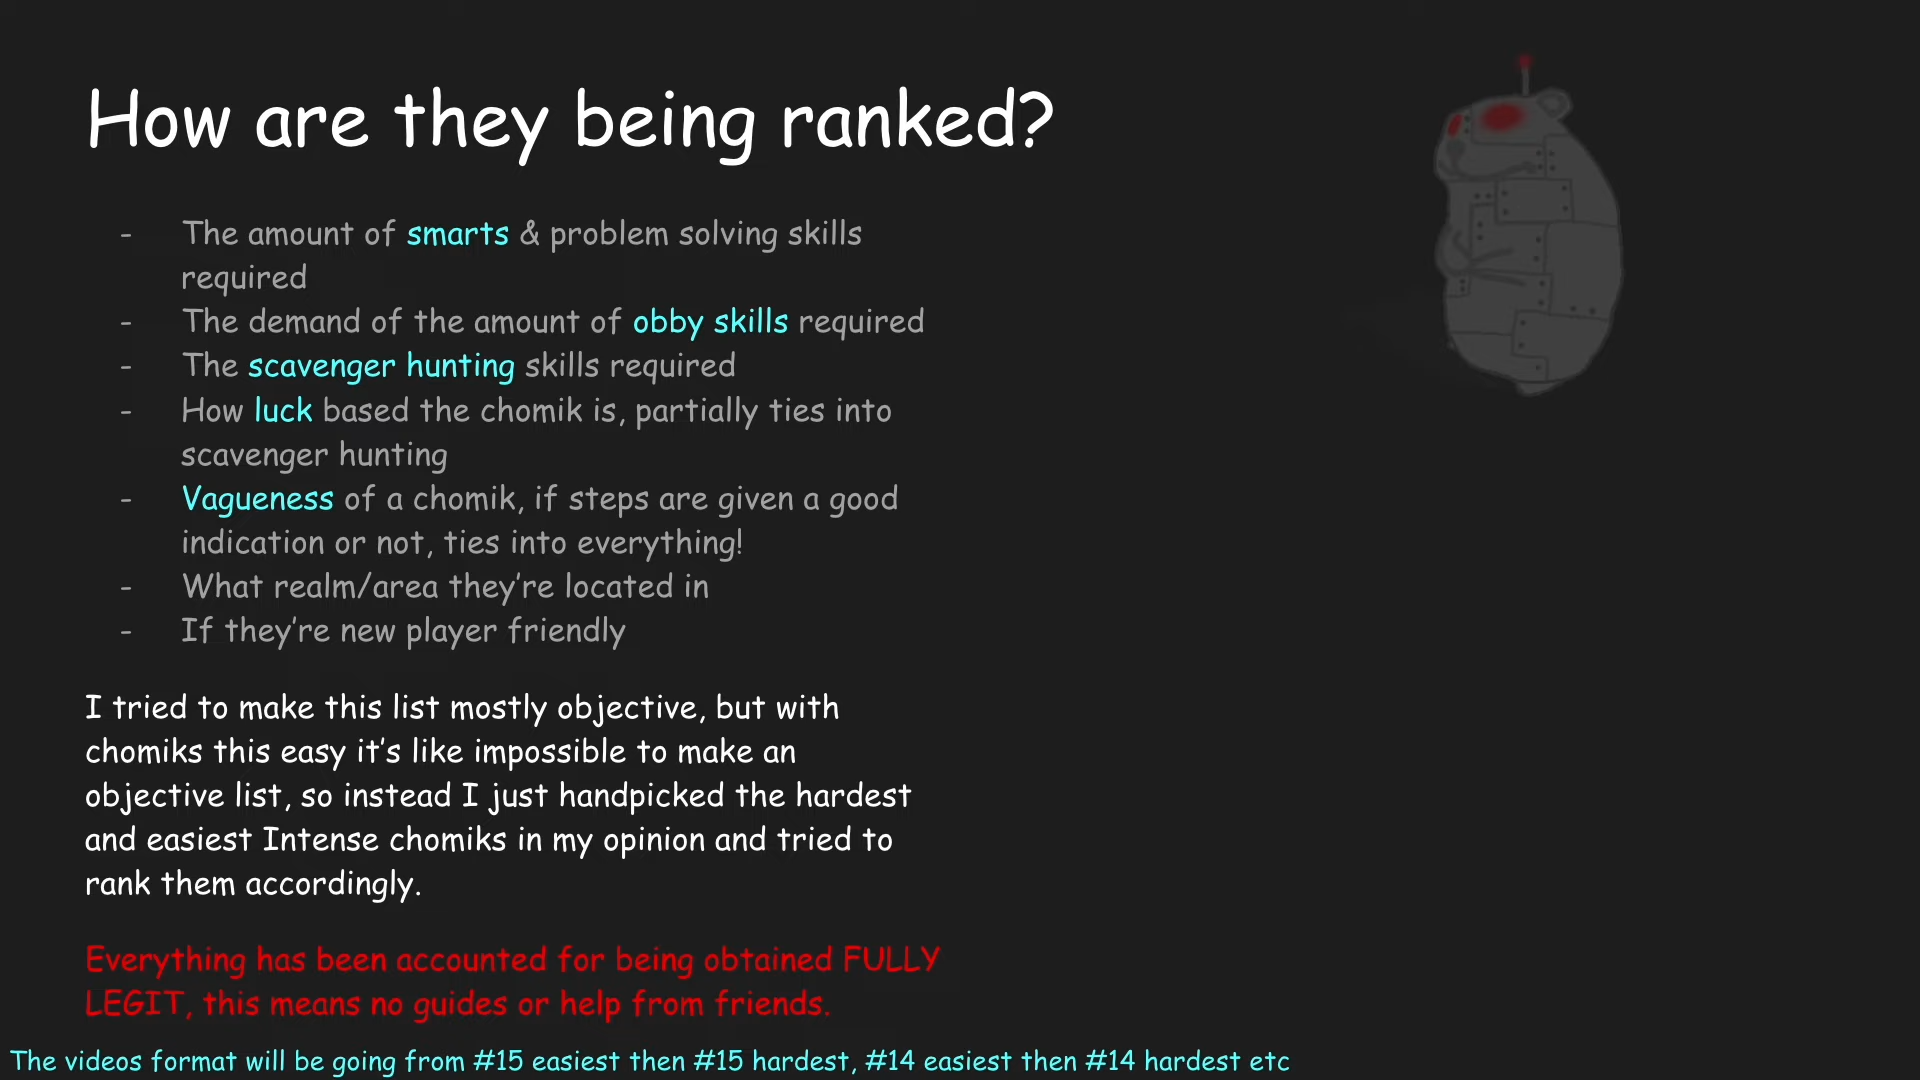 How are they being ranked?
- The amount of smarts & problem solving skills
required
- The demand of the amount of obby skills required
- The scavenger hunting skills required
- How luck based the chomik is, partially ties into
scavenger hunting
- Vagueness of a chomik, if steps are given a good
indication or not, ties into everything!
- What realm/area they're located in
- If they're new player friendly
I tried to make this list mostly objective, but with
chomiks this easy it's like impossible to make an
objective list, so instead I just handpicked the hardest
and easiest Intense chomiks in my opinion and tried to
rank them accordingly.
Everything has been accounted for being obtained FULLY
LEGIT, this means no guides or help from friends.
The videos format will be going from #15 easiest then #15 hardest, #14 easiest then #14 hardest etc